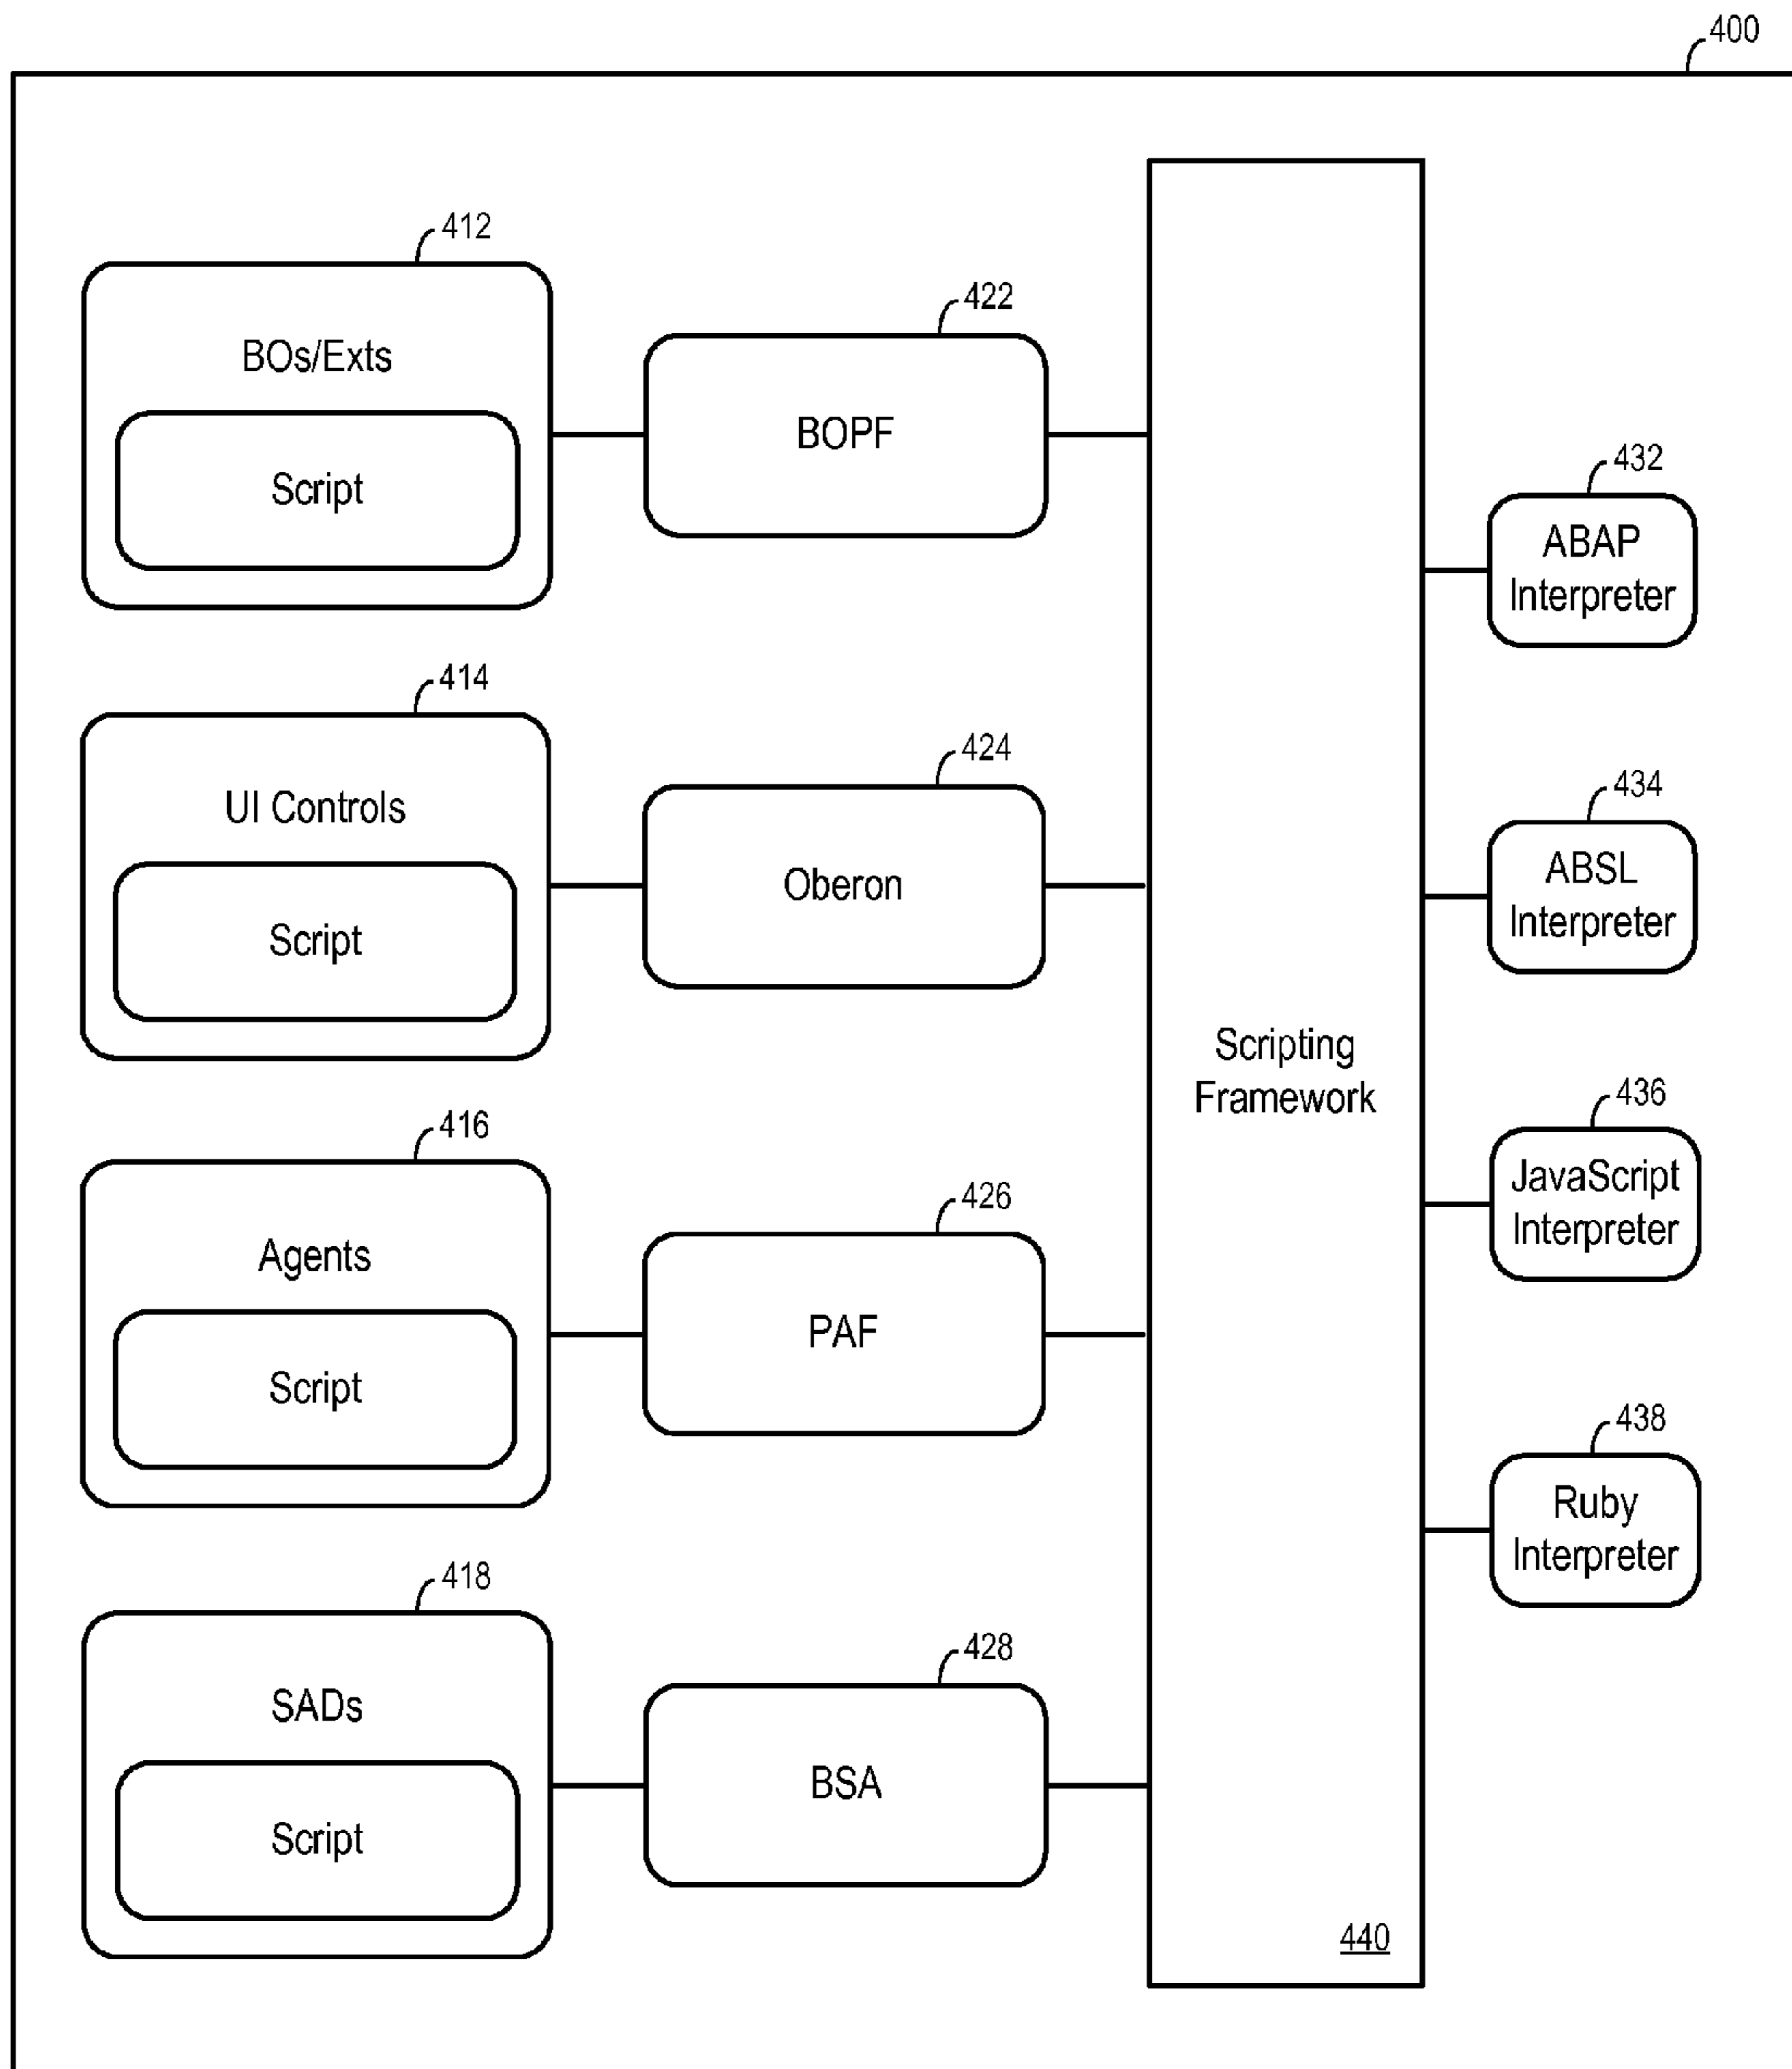 400
412
BOs/Exts
Script
422
BOPF
432
ABAP
Interpreter
414
UI Controls
Script
424
Oberon
434
ABSL
Interpreter
Scripting
Framework
416
Agents
Script
426
PAF
436
JavaScript
Interpreter
438
Ruby
Interpreter
418
SADs
Script
428
BSA
440